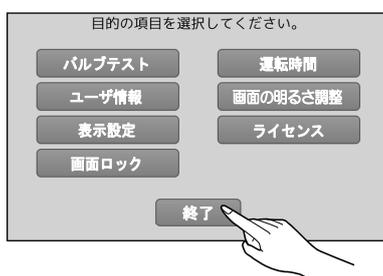 目的の項目を選択してください。
バルブテスト
運転時間
ユーザ情報
画面の明るさ調整
表示設定
ライセンス
画面ロック
終了